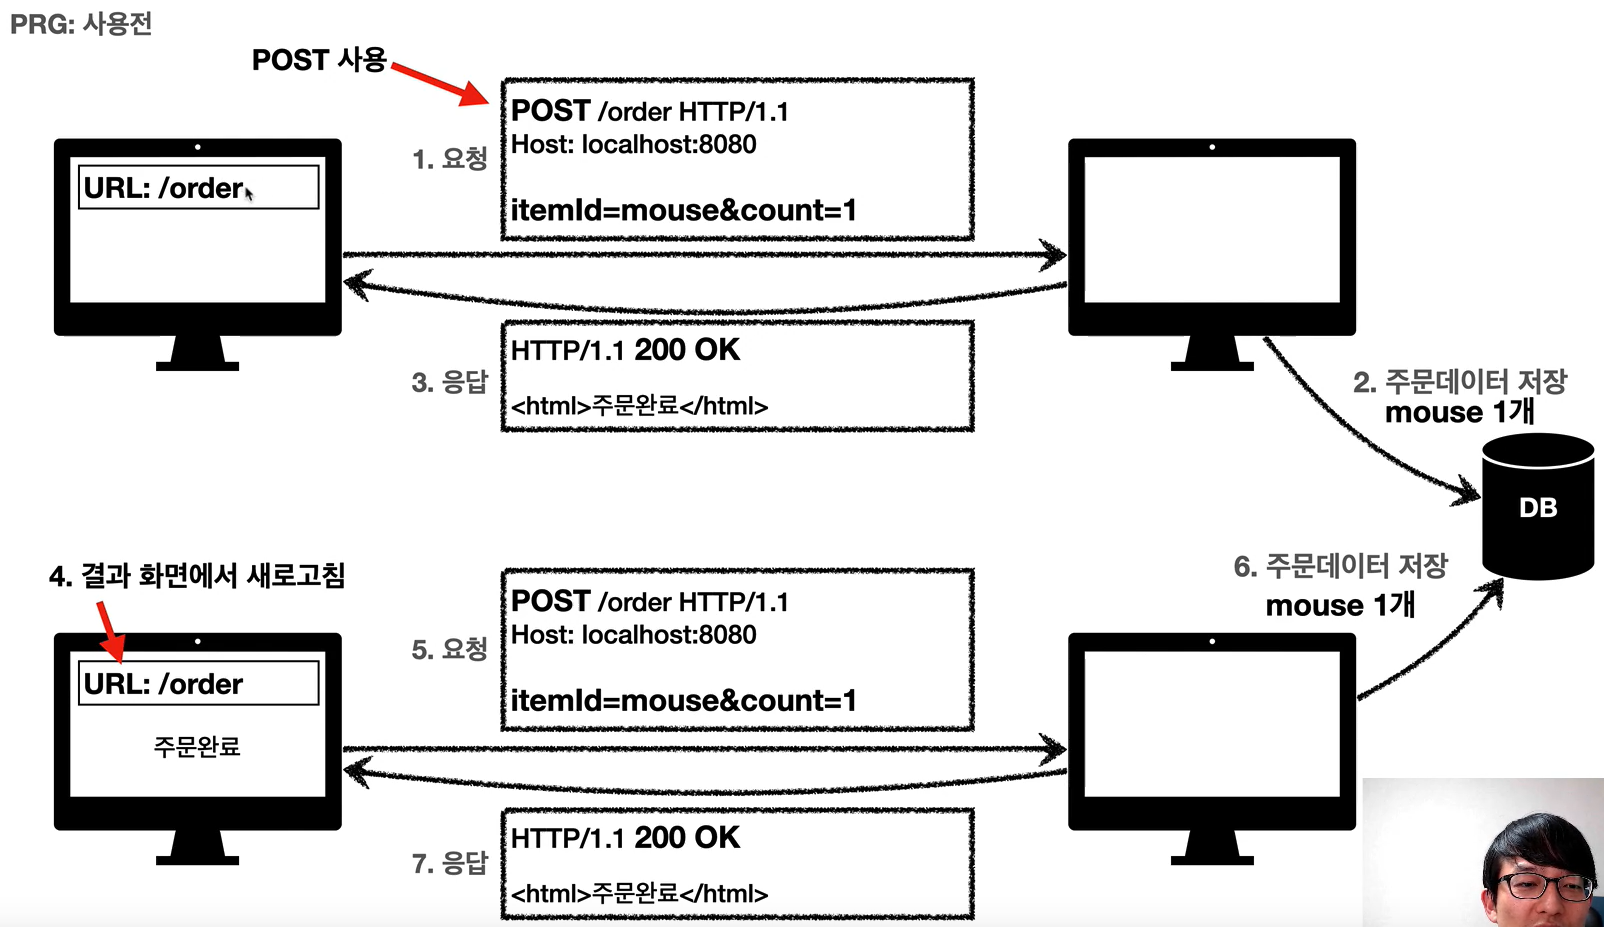 PRG: 사용전
POST 사용
1. 요청
POST /order HTTP/1.1
Host: localhost:8080
itemId=mouse&count=1
URL: /order
3. 응답
HTTP/1.1 200 OK
<html>주문완료</html>
2. 주문데이터 저장
mouse 1개
DB
4. 결과 화면에서 새로고침
URL: /order
주문완료
5. 요청
POST /order HTTP/1.1
Host: localhost:8080
itemId=mouse&count=1
6. 주문데이터 저장
mouse 1개
7. 응답
HTTP/1.1 200 OK
<html>주문완료</html>